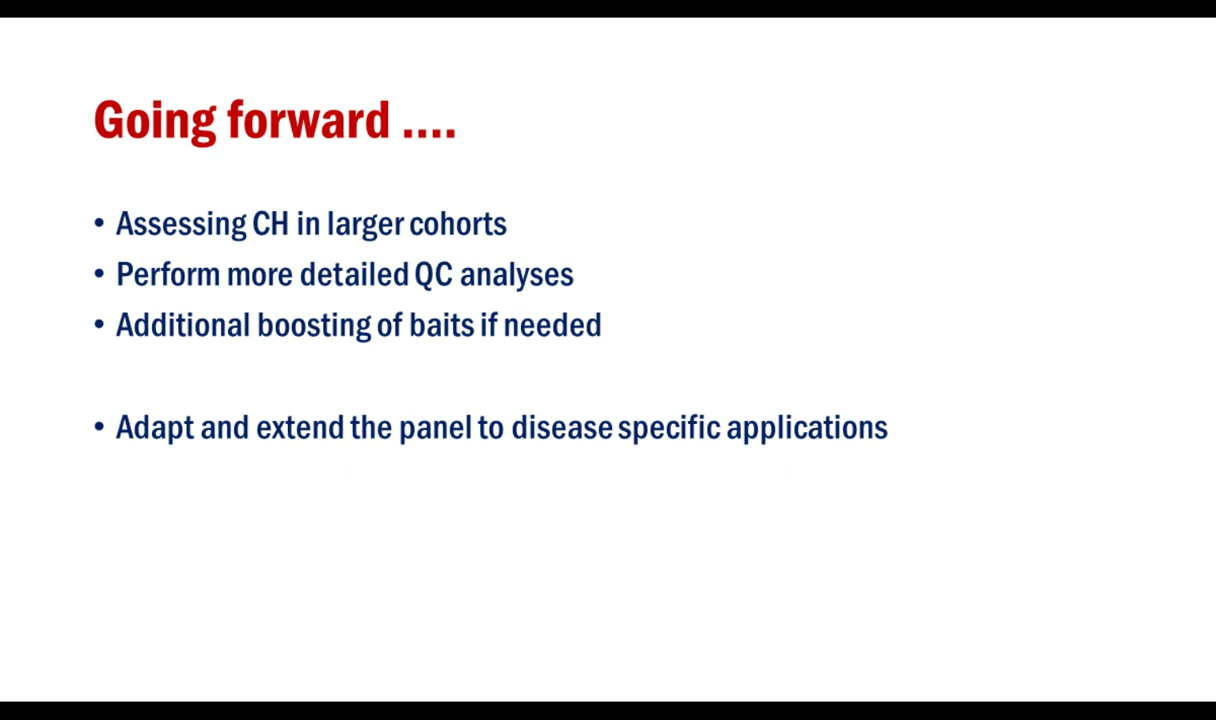 Going forward ....
• Assessing CH in larger cohorts
• Perform more detailed QC analyses
• Additional boosting of baits if needed
• Adapt and extend the panel to disease specific applications